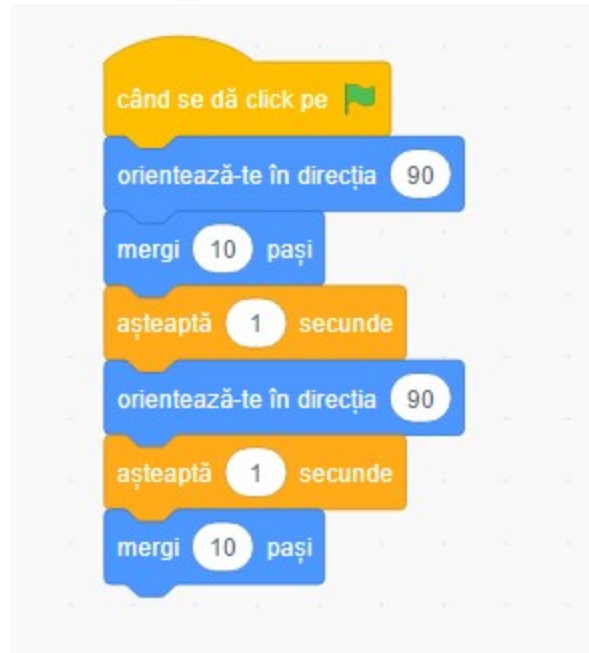 când se dă click pe
orientează-te în direcția 90
mergi 10 pași
așteaptă 1 secunde
orientează-te în direcția 90
așteaptă 1 secunde
mergi 10 pași